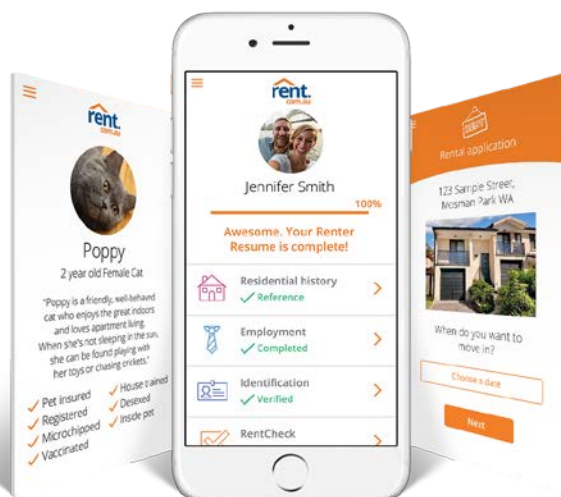 rent.
com.au
Poppy
2 year old Female Cat
"Poppy is a friendly, well-behaved
cat who enjoys the great indoors
and loves apartment living.
When she's not sleeping in the sun,
she can be found playing with
her toys or chasing crickets."
Pet insured
Registered
Microchipped
Vaccinated
House trained
Desexed
Inside pet
rent.
com.au
Jennifer Smith
100%
Awesome. Your Renter
Resume is complete!
Residential history
Reference
Employment
Completed
Identification
Verified
RentCheck
Rental application
123 Sample Street,
Mosman Park WA
When do you want to
move in?
Choose a date
Next